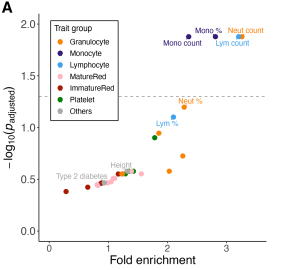 A
Trait group
Granulocyte
Monocyte
Lymphocyte
MatureRed
ImmatureRed
Platelet
Others
Mono %
Neut count
Mono count
Lym count
Neut %
Lym %
Height
Type 2 diabetes
2.0
1.5
1.0
0.5
0.0
−log10(Padjusted)
0
1
2
3
Fold enrichment